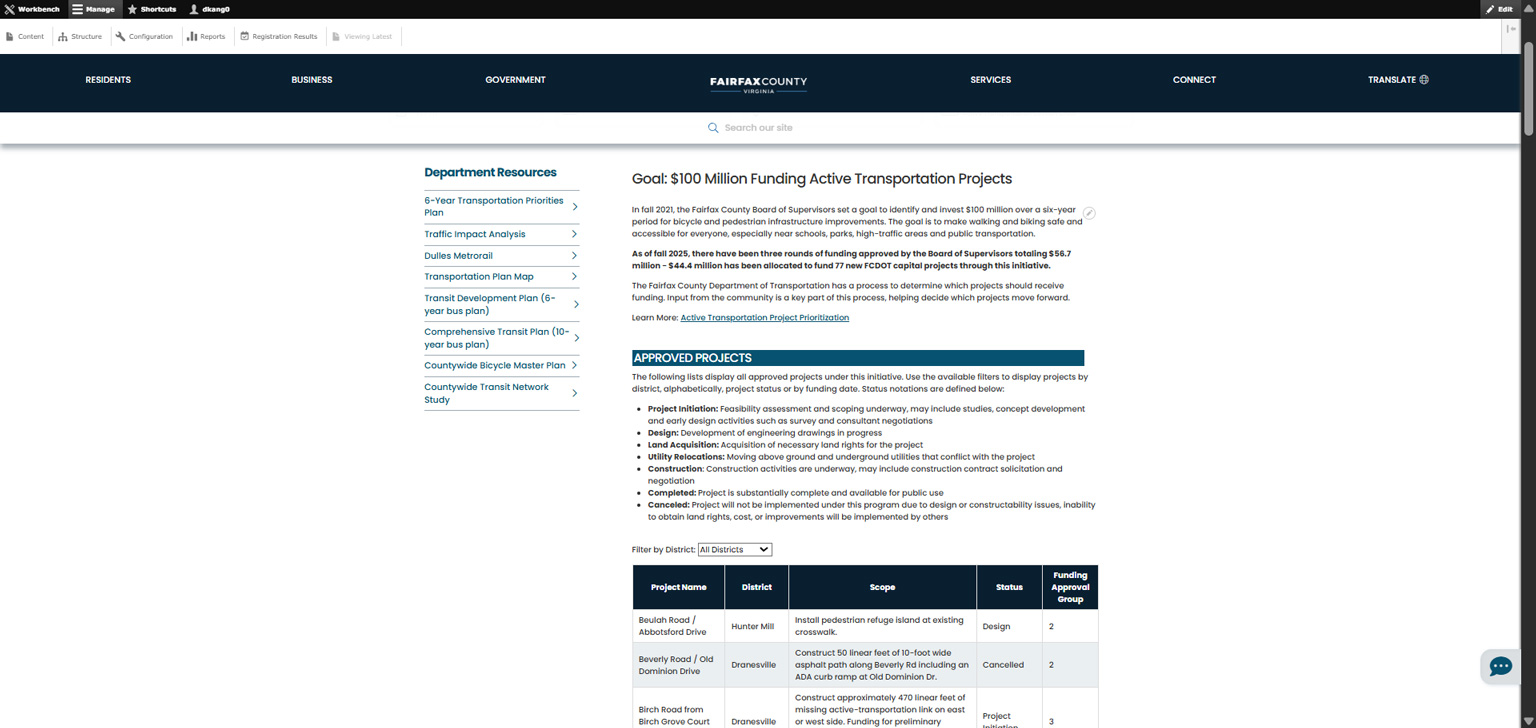 Workbench Manage Shortcuts dkang0 Edit
Content Structure Configuration Reports Registration Results Viewing Latest
RESIDENTS BUSINESS GOVERNMENT FAIRFAXCOUNTY SERVICES CONNECT TRANSLATE
VIRGINIA
Search our site
Department Resources
6-Year Transportation Priorities
Plan
Traffic Impact Analysis
Dulles Metrorail
Transportation Plan Map
Transit Development Plan (6-
year bus plan)
Comprehensive Transit Plan (10-
year bus plan)
Countywide Bicycle Master Plan
Countywide Transit Network
Study
Goal: $100 Million Funding Active Transportation Projects
In fall 2021, the Fairfax County Board of Supervisors set a goal to identify and invest $100 million over a six-year
period for bicycle and pedestrian infrastructure improvements. The goal is to make walking and biking safe and
accessible for everyone, especially near schools, parks, high-traffic areas and public transportation.
As of fall 2025, there have been three rounds of funding approved by the Board of Supervisors totaling $56.7
million - $44.4 million has been allocated to fund 77 new FCDOT capital projects through this initiative.
The Fairfax County Department of Transportation has a process to determine which projects should receive
funding. Input from the community is a key part of this process, helping decide which projects move forward.
Learn More: Active Transportation Project Prioritization
APPROVED PROJECTS
The following lists display all approved projects under this initiative. Use the available filters to display projects by
district, alphabetically, project status or by funding date. Status notations are defined below:
• Project Initiation: Feasibility assessment and scoping underway, may include studies, concept development
and early design activities such as survey and consultant negotiations
• Design: Development of engineering drawings in progress
• Land Acquisition: Acquisition of necessary land rights for the project
• Utility Relocations: Moving above ground and underground utilities that conflict with the project
• Construction: Construction activities are underway, may include construction contract solicitation and
negotiation
• Completed: Project is substantially complete and available for public use
• Canceled: Project will not be implemented under this program due to design or constructability issues, inability
to obtain land rights, cost, or improvements will be implemented by others
Filter by District: All Districts
Project Name District Scope Status Funding
Approval
Group
Beulah Road /
Abbotsford Drive
Hunter Mill
Install pedestrian refuge island at existing
crosswalk.
Design
2
Beverly Road / Old
Dominion Drive
Dranesville
Construct 50 linear feet of 10-foot wide
asphalt path along Beverly Rd including an
ADA curb ramp at Old Dominion Dr.
Cancelled
2
Birch Road from
Birch Grove Court
Dranesville
Construct approximately 470 linear feet of
missing active-transportation link on east
or west side. Funding for preliminary
Project
Initiation
3